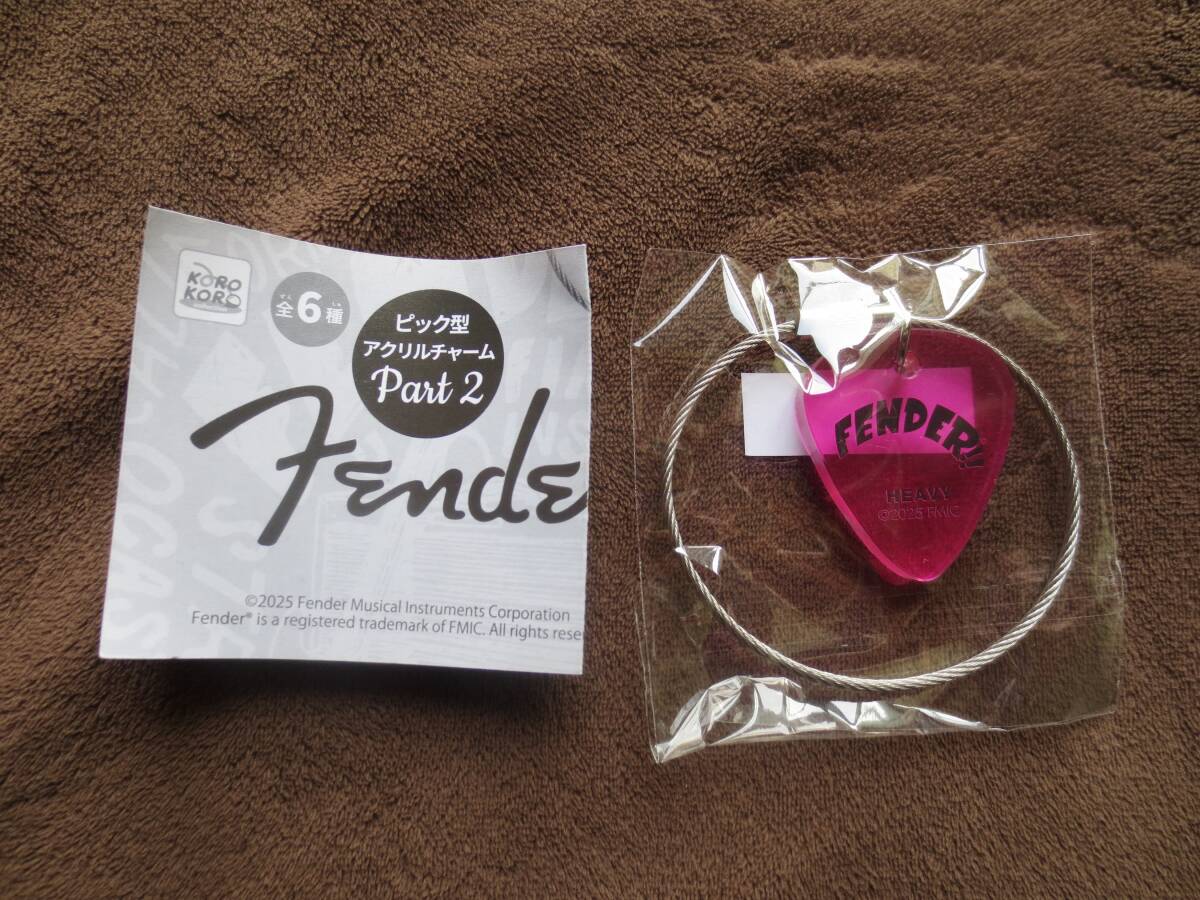 KORO
KORO
全6種
ピック型
アクリルチャーム
Part 2
Fende
©2025 Fender Musical Instruments Corporation
Fender® is a registered trademark of FMIC. All rights rese
FENDER!!
HEAVY
©2025 FMIC